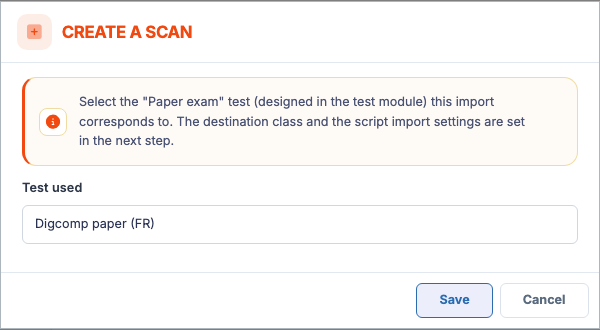 CREATE A SCAN
Select the "Paper exam" test (designed in the test module) this import
corresponds to. The destination class and the script import settings are set
in the next step.
Test used
Digcomp paper (FR)
Save
Cancel